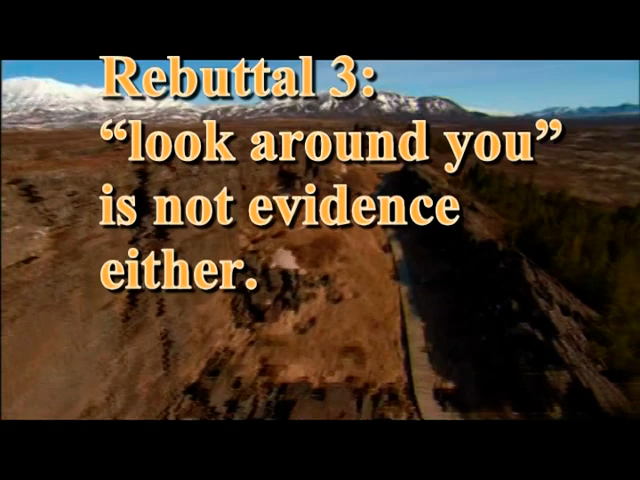 Rebuttal 3:
“look around you”
is not evidence
either.